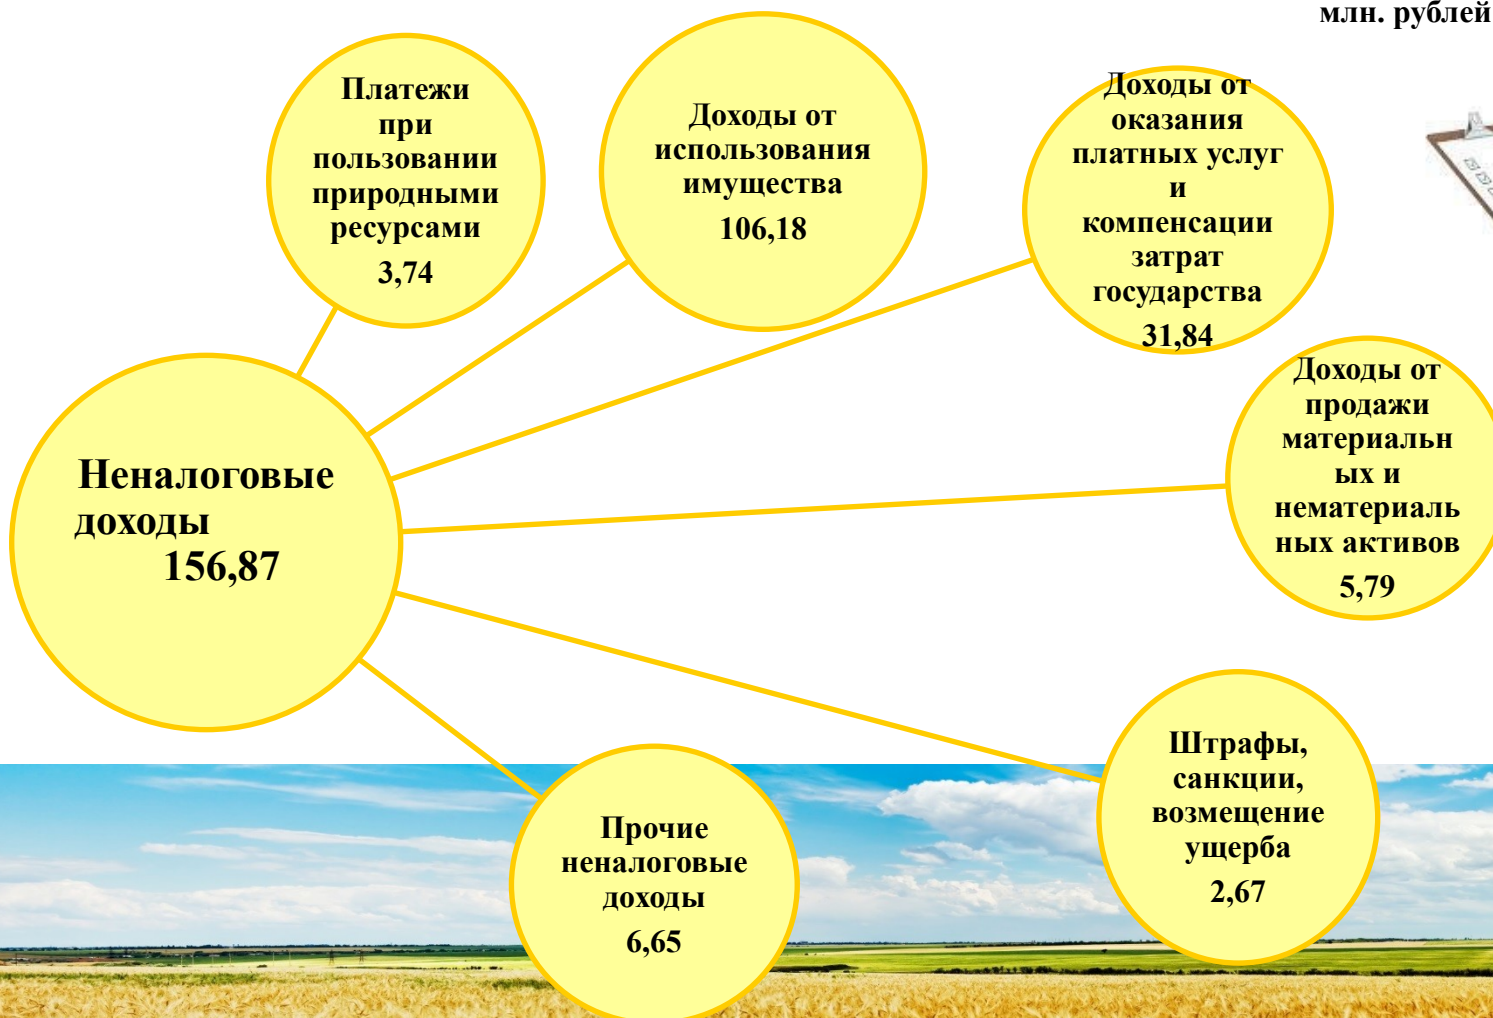 млн. рублей
Платежи
при
пользовании
природными
ресурсами
3,74
Доходы от
использования
имущества
106,18
Доходы от
оказания
платных услуг
и
компенсации
затрат
государства
31,84
Доходы от
продажи
материальн
ых и
нематериаль
ных активов
5,79
Неналоговые
доходы
156,87
Штрафы,
санкции,
возмещение
ущерба
2,67
Прочие
неналоговые
доходы
6,65